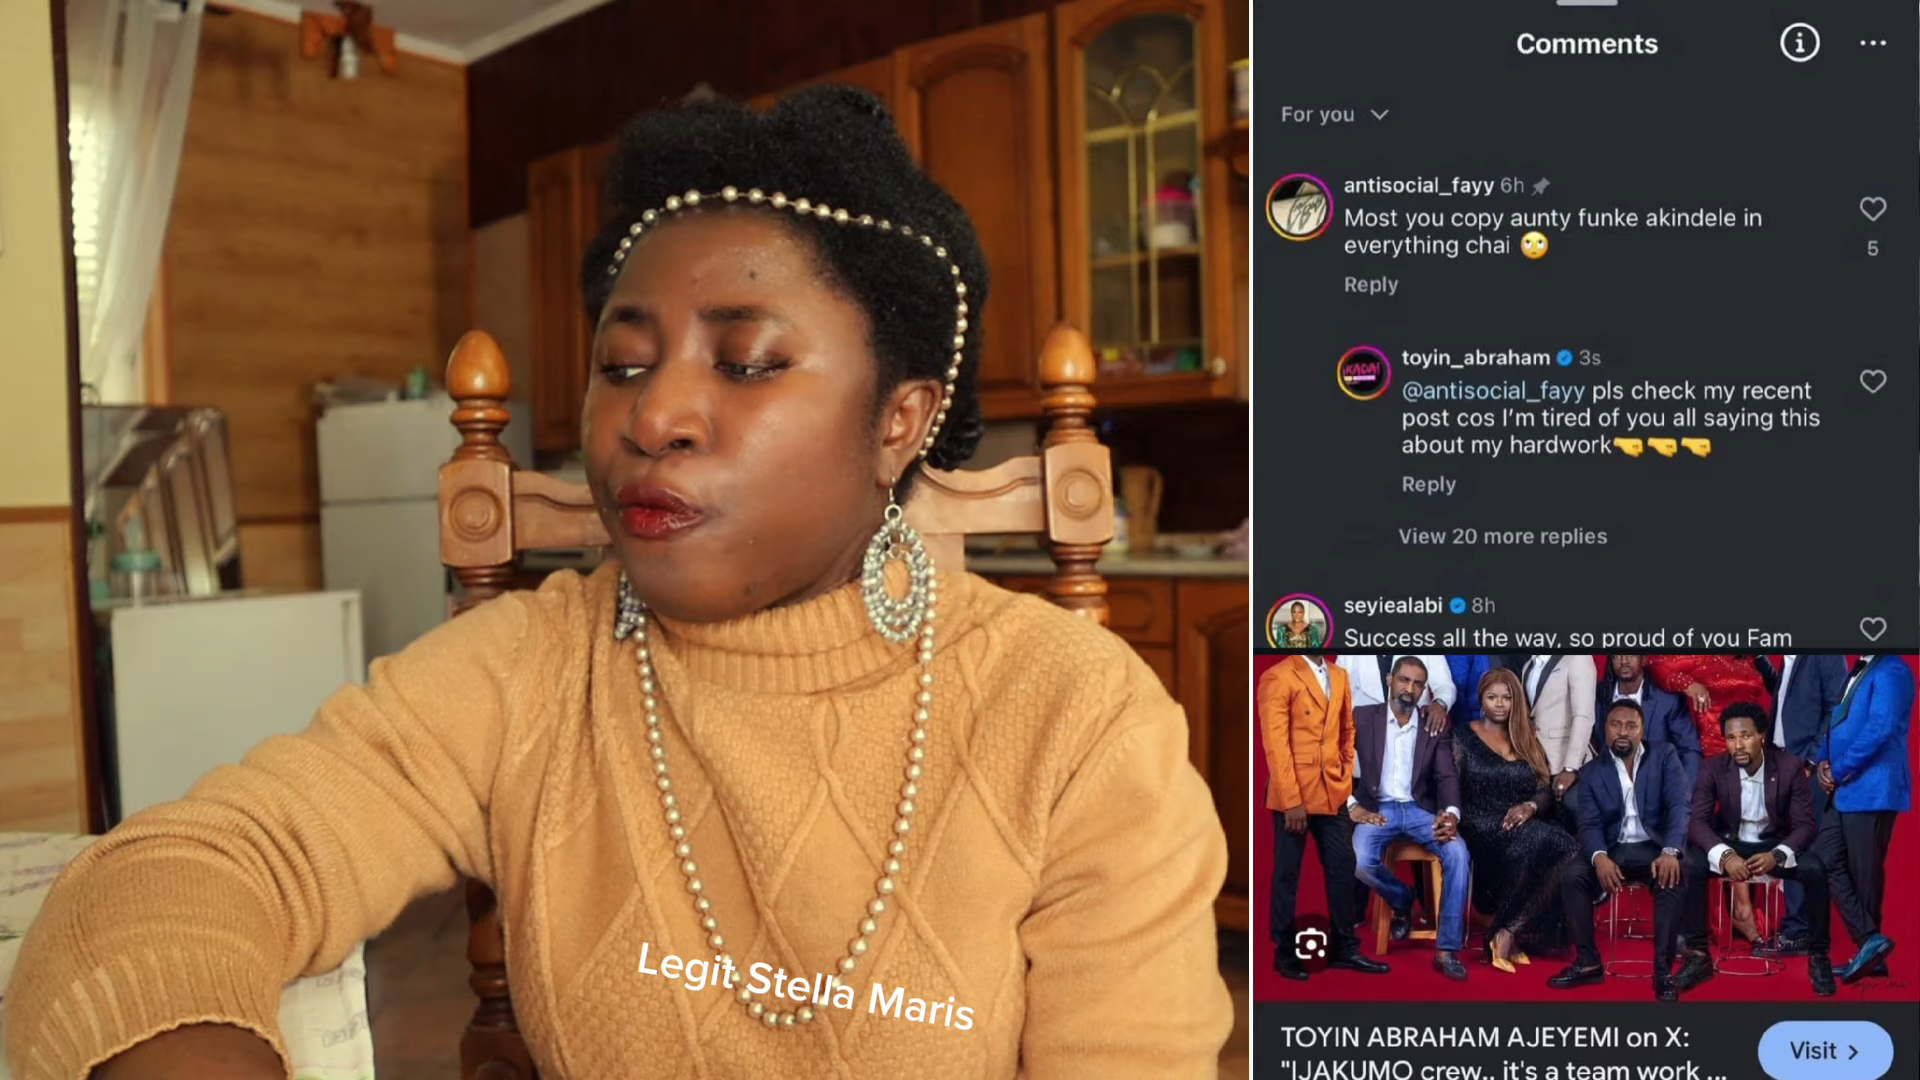 Legit Stella Maris
Comments
For you
antisocial_fayy 6h
Most you copy aunty funke akindele in
everything chai 🙄
5
Reply
toyin_abraham 3s
@antisocial_fayy pls check my recent
post cos I'm tired of you all saying this
about my hardwork🤜🤜🤜
Reply
View 20 more replies
seyiealabi 8h
Success all the way, so proud of you Fam
TOYIN ABRAHAM AJEYEMI on X:
"IJAKUMO crew.. it's a team work ...
Visit >